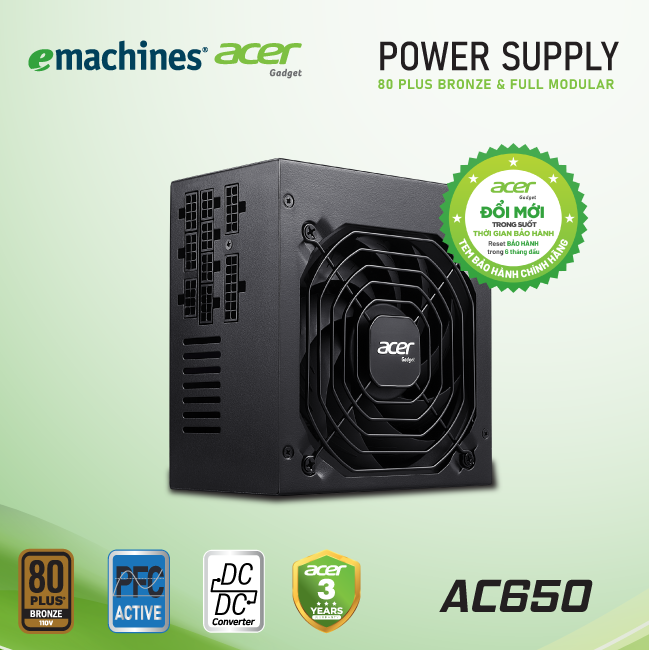 emachines® acer
Gadget
POWER SUPPLY
80 PLUS BRONZE & FULL MODULAR
acer
Gadget
ĐỔI MỚI
TRONG SUỐT
THỜI GIAN BẢO HÀNH
Reset BẢO HÀNH
trong 6 tháng đầu
TEM BẢO HÀNH CHÍNH HÃNG
acer
Gadget
80
PLUS®
BRONZE
110V
PFC
ACTIVE
DC
DC
Converter
acer
3
YEARS
AC650